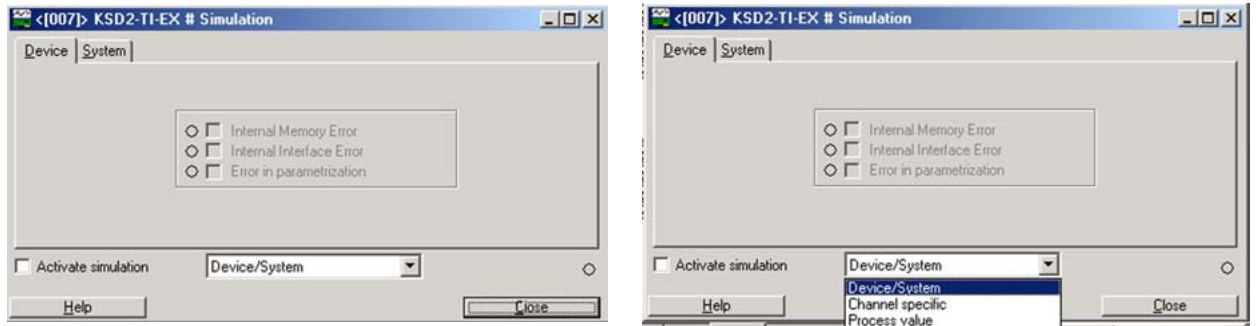 <[007]> KSD2-TI-EX # Simulation
Device System
Internal Memory Error
Internal Interface Error
Error in parametrization
Activate simulation Device/System
Help Close
<[007]> KSD2-TI-EX # Simulation
Device System
Internal Memory Error
Internal Interface Error
Error in parametrization
Activate simulation Device/System
Device/System
Channel specific
Process value
Help Close